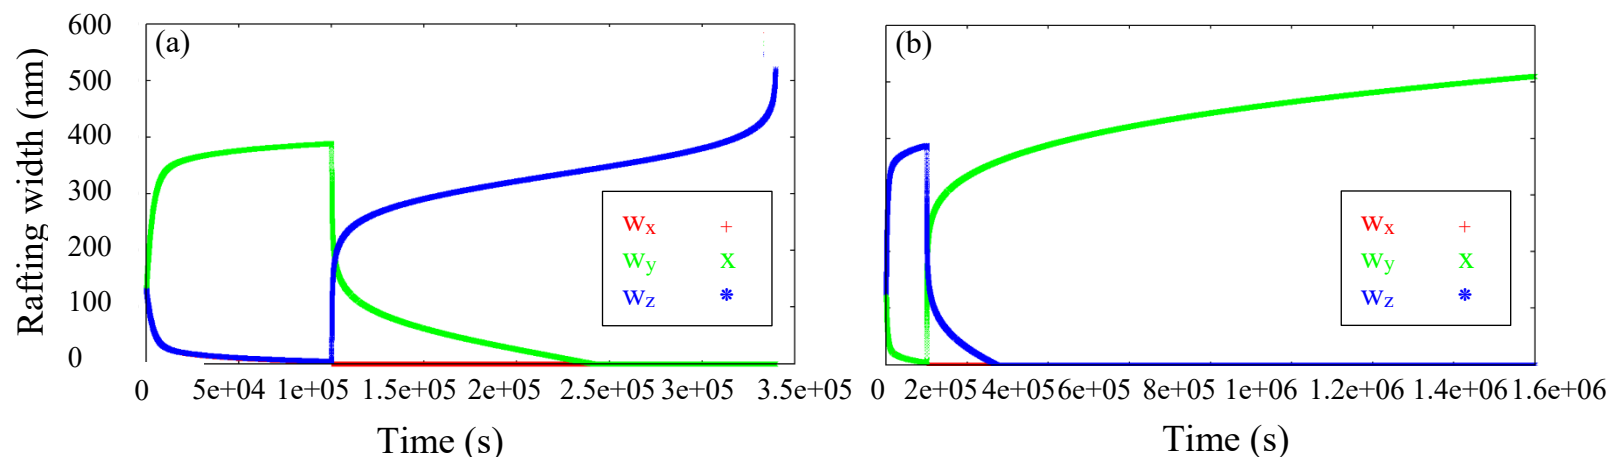 600
500
400
300
200
100
0
Rafting width (nm)
(a)
wx +
wy x
wz *
0 5e+04 1e+05 1.5e+05 2e+05 2.5e+05 3e+05 3.5e+05
Time (s)
(b)
wx +
wy x
wz *
0 2e+05 4e+05 6e+05 8e+05 1e+06 1.2e+06 1.4e+06 1.6e+06
Time (s)